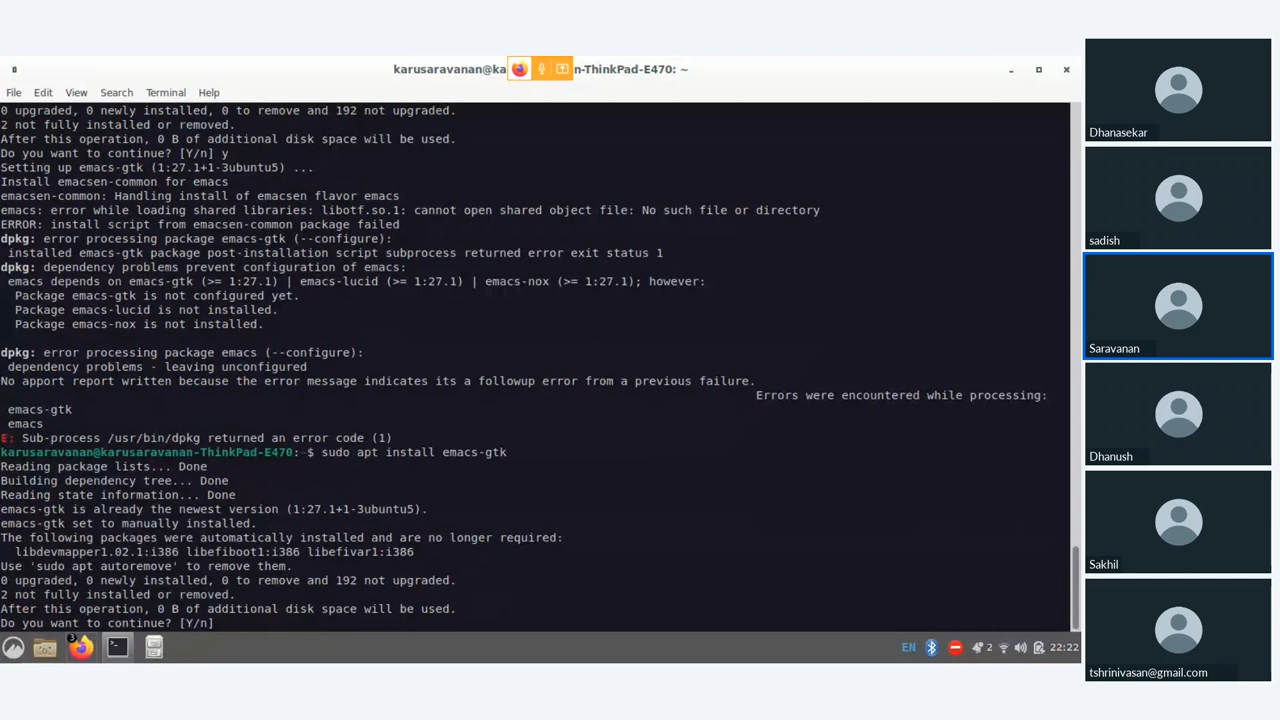 karusaravanan@ka n-ThinkPad-E470: ~
File Edit View Search Terminal Help
0 upgraded, 0 newly installed, 0 to remove and 192 not upgraded.
2 not fully installed or removed.
After this operation, 0 B of additional disk space will be used.
Do you want to continue? [Y/n] y
Setting up emacs-gtk (1:27.1+1-3ubuntu5) ...
Install emacsen-common for emacs
emacsen-common: Handling install of emacsen flavor emacs
emacs: error while loading shared libraries: libotf.so.1: cannot open shared object file: No such file or directory
ERROR: install script from emacsen-common package failed
dpkg: error processing package emacs-gtk (--configure):
installed emacs-gtk package post-installation script subprocess returned error exit status 1
dpkg: dependency problems prevent configuration of emacs:
emacs depends on emacs-gtk (>= 1:27.1) | emacs-lucid (>= 1:27.1) | emacs-nox (>= 1:27.1); however:
Package emacs-gtk is not configured yet.
Package emacs-lucid is not installed.
Package emacs-nox is not installed.
dpkg: error processing package emacs (--configure):
dependency problems - leaving unconfigured
No apport report written because the error message indicates its a followup error from a previous failure.
Errors were encountered while processing:
emacs-gtk
emacs
E: Sub-process /usr/bin/dpkg returned an error code (1)
karusaravanan@karusaravanan-ThinkPad-E470:~$ sudo apt install emacs-gtk
Reading package lists... Done
Building dependency tree... Done
Reading state information... Done
emacs-gtk is already the newest version (1:27.1+1-3ubuntu5).
emacs-gtk set to manually installed.
The following packages were automatically installed and are no longer required:
libdevmapper1.02.1:i386 libefiboot1:i386 libefivar1:i386
Use 'sudo apt autoremove' to remove them.
0 upgraded, 0 newly installed, 0 to remove and 192 not upgraded.
2 not fully installed or removed.
After this operation, 0 B of additional disk space will be used.
Do you want to continue? [Y/n]
3
EN 2 22:22
Dhanasekar
sadish
Saravanan
Dhanush
Sakhil
tshrinivasan@gmail.com